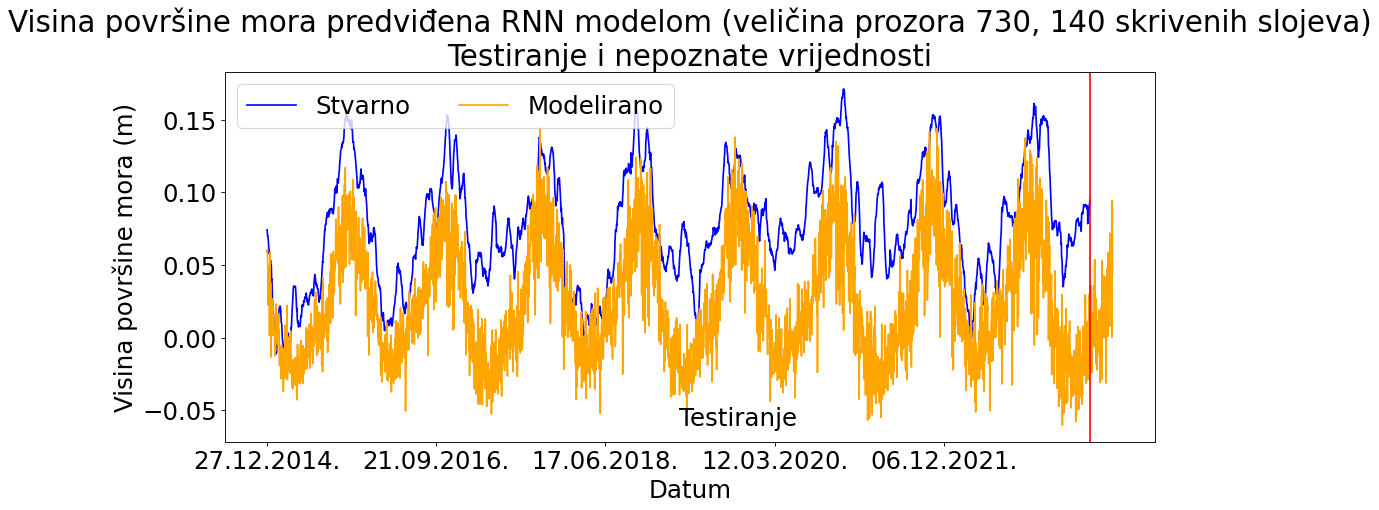 Visina površine mora predviđena RNN modelom (veličina prozora 730, 140 skrivenih slojeva)
Testiranje i nepoznate vrijednosti
Stvarno Modelirano
Visina površine mora (m)
0.15
0.10
0.05
0.00
−0.05
Testiranje
27.12.2014. 21.09.2016. 17.06.2018. 12.03.2020. 06.12.2021.
Datum